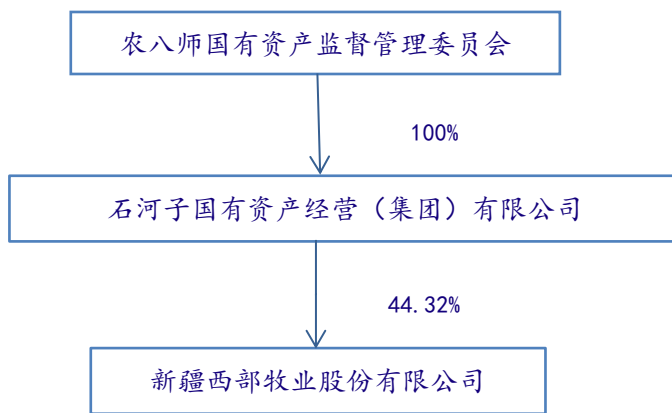 农八师国有资产监督管理委员会
100%
石河子国有资产经营（集团）有限公司
44.32%
新疆西部牧业股份有限公司